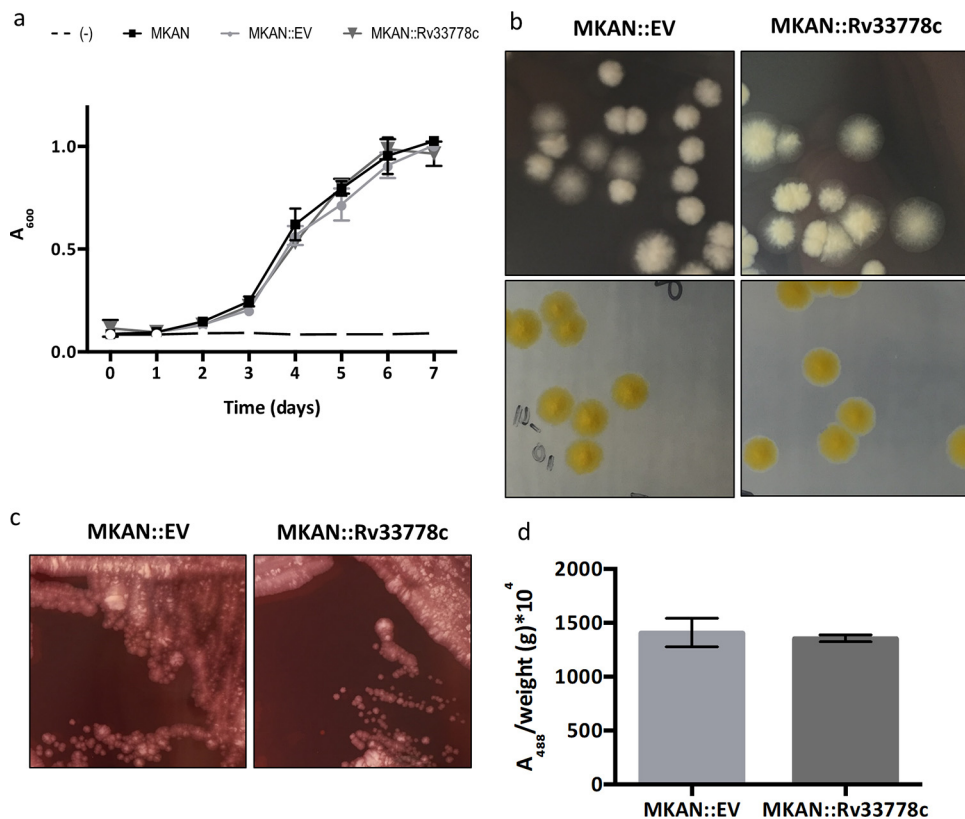 a
(-)
MKAN
MKAN::EV
MKAN::Rv33778c
A600
1.0
0.5
0.0
0 1 2 3 4 5 6 7
Time (days)
b
MKAN::EV
MKAN::Rv33778c
c
MKAN::EV
MKAN::Rv33778c
d
A488/weight (g)*10^4
2000
1500
1000
500
0
MKAN::EV
MKAN::Rv33778c